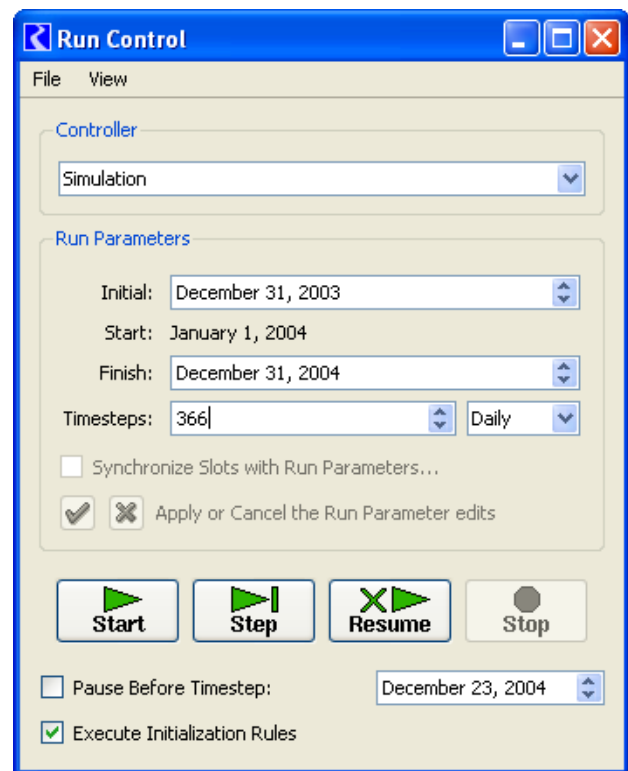 Run Control
File View
Controller
Simulation
Run Parameters
Initial: December 31, 2003
Start: January 1, 2004
Finish: December 31, 2004
Timesteps: 366 Daily
Synchronize Slots with Run Parameters...
Apply or Cancel the Run Parameter edits
Start Step Resume Stop
Pause Before Timestep: December 23, 2004
Execute Initialization Rules